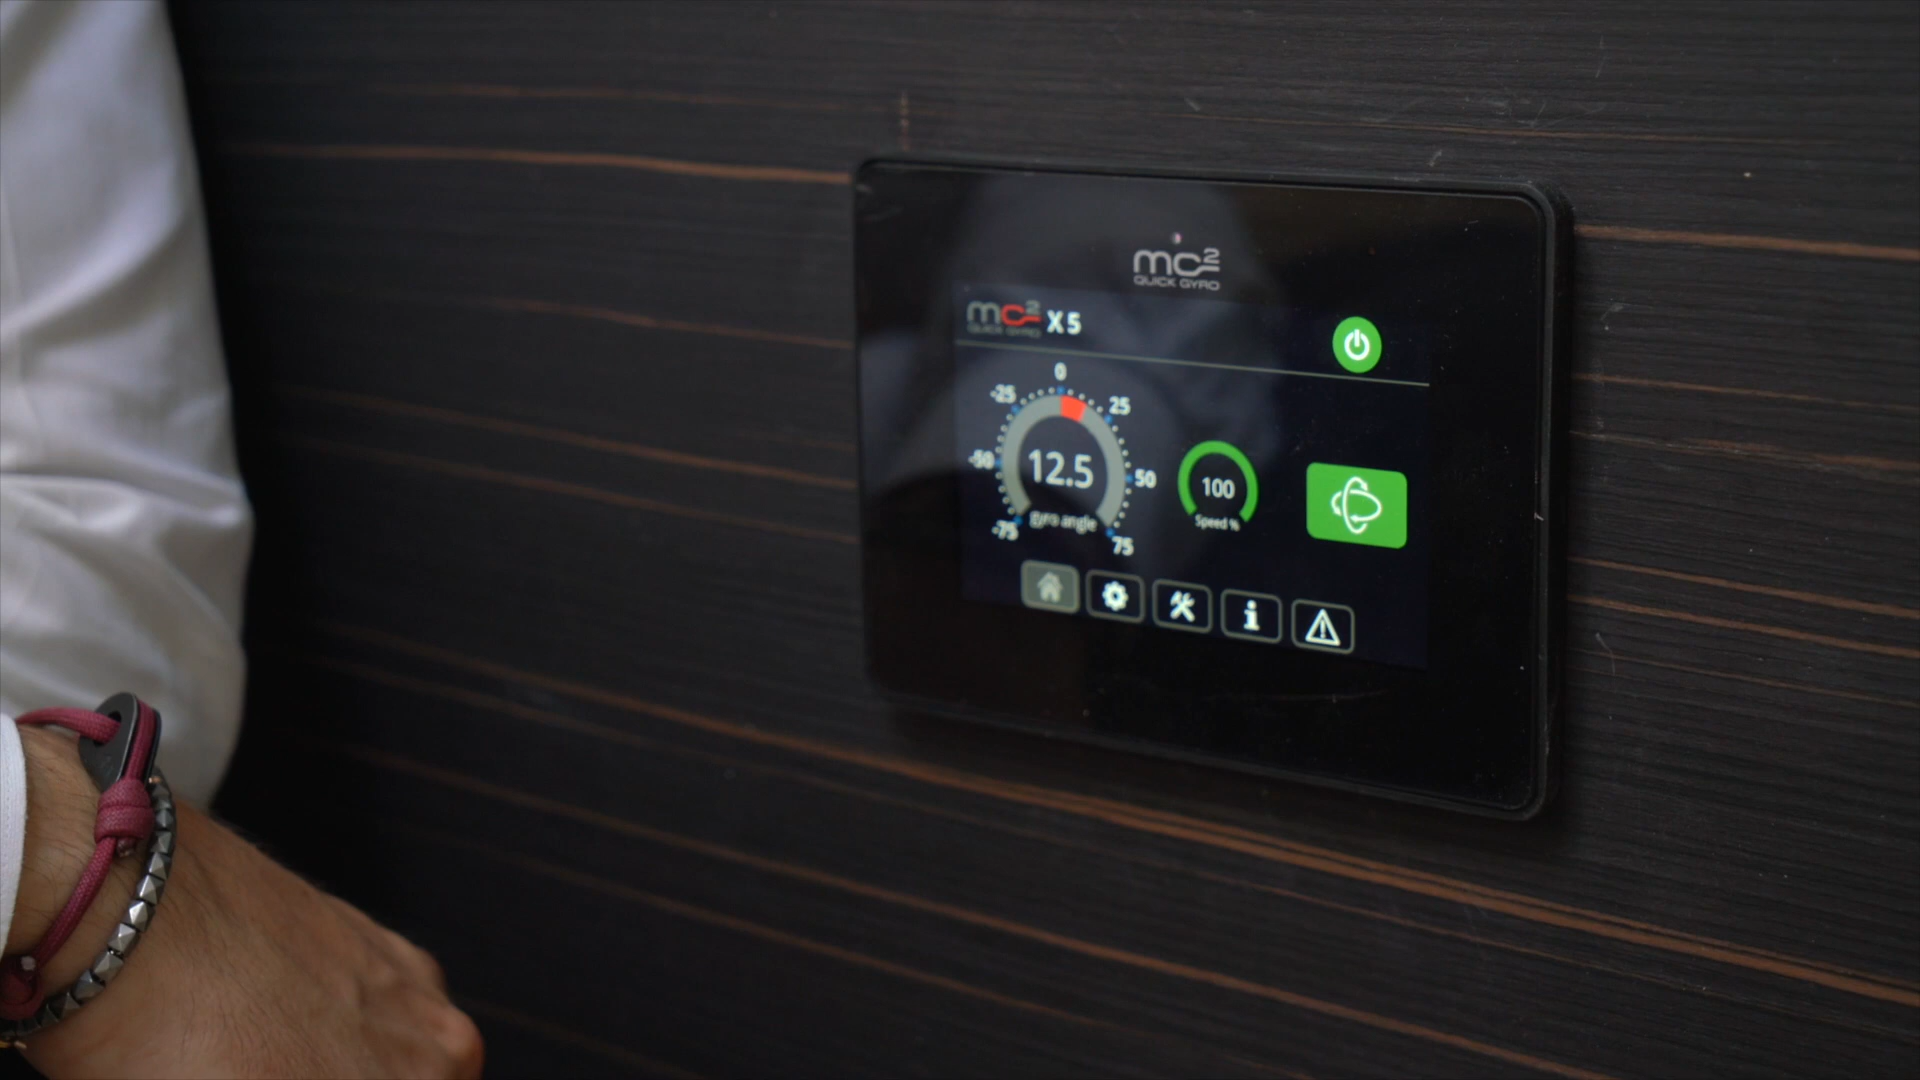 mc²
QUICK GYRO
mc² X5
QUICK GYRO
0
-25 25
-50 12.5 50
100
gyro angle
Speed %
-75 75